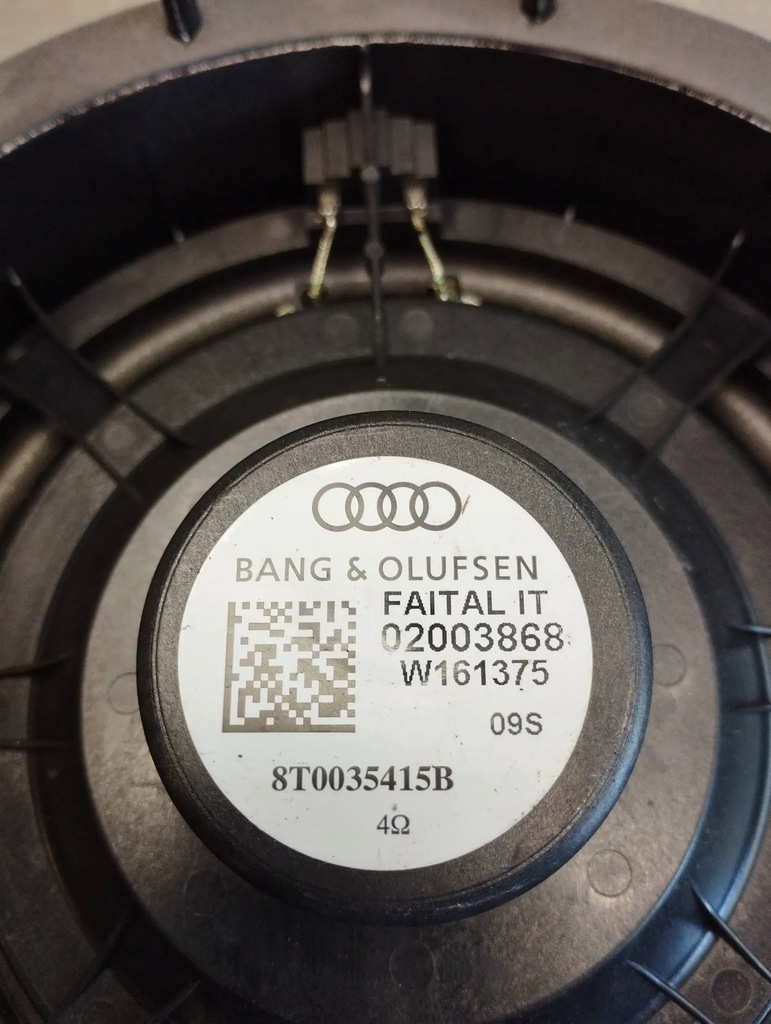 BANG & OLUFSEN
FAITAL IT
02003868
W161375
09S
8T0035415B
4Ω